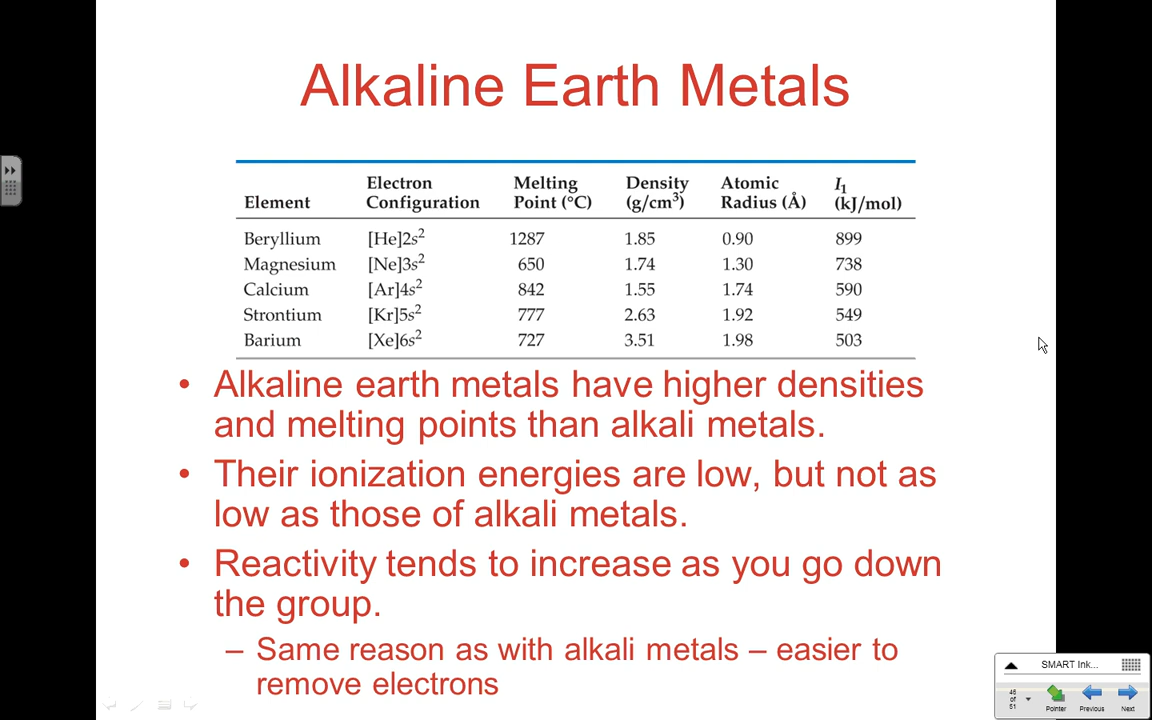 Alkaline Earth Metals
Element Electron Configuration Melting Point (°C) Density (g/cm³) Atomic Radius (Å) I₁ (kJ/mol)
Beryllium [He]2s² 1287 1.85 0.90 899
Magnesium [Ne]3s² 650 1.74 1.30 738
Calcium [Ar]4s² 842 1.55 1.74 590
Strontium [Kr]5s² 777 2.63 1.92 549
Barium [Xe]6s² 727 3.51 1.98 503
• Alkaline earth metals have higher densities
and melting points than alkali metals.
• Their ionization energies are low, but not as
low as those of alkali metals.
• Reactivity tends to increase as you go down
the group.
– Same reason as with alkali metals – easier to
remove electrons
SMART Ink...
46 of 51 Pointer Previous Next